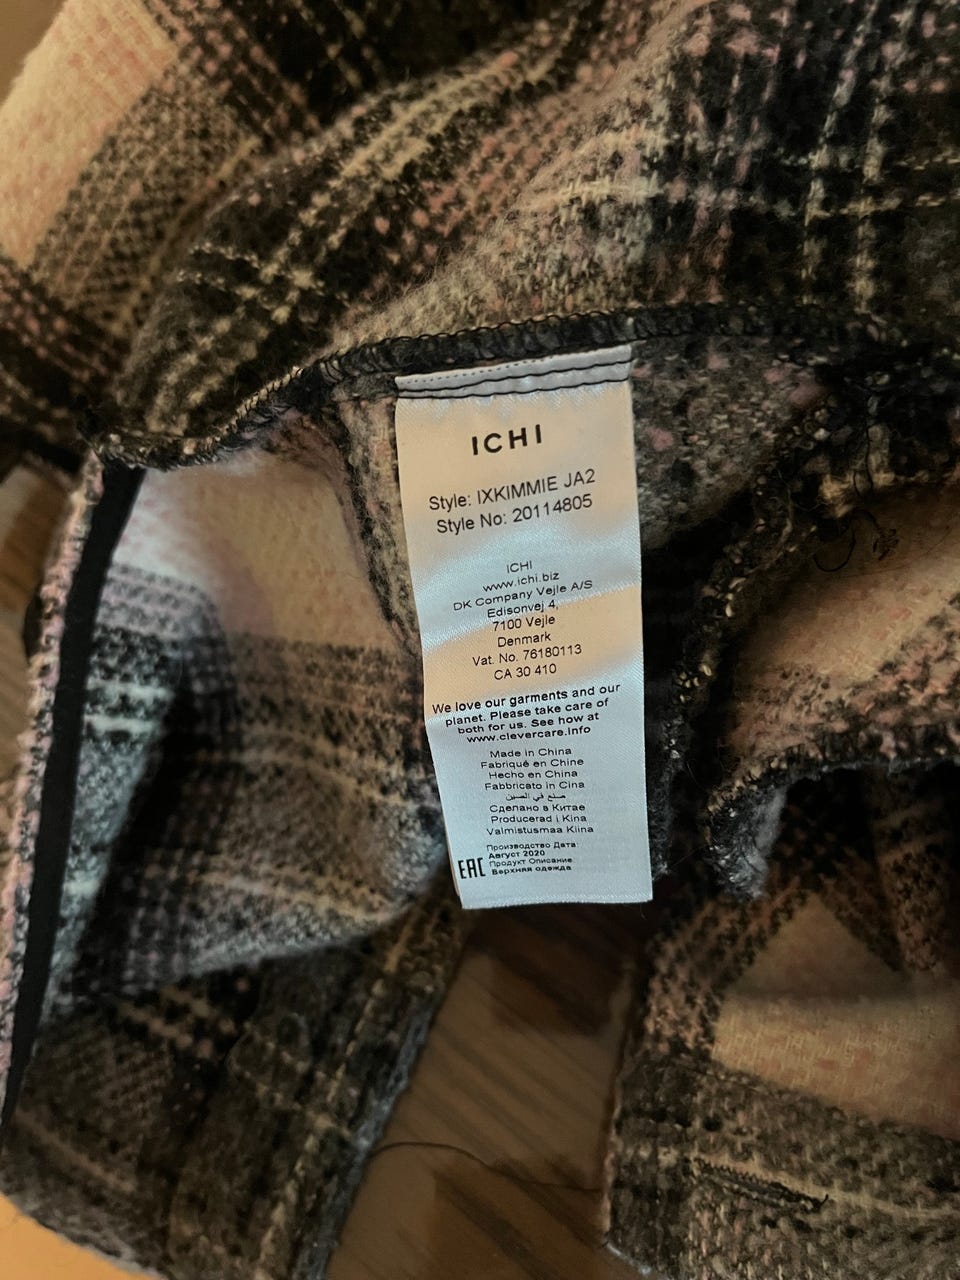 ICHI
Style: IXKIMMIE JA2
Style No: 20114805
ICHI
www.ichi.biz
DK Company Vejle A/S
Edisonvej 4,
7100 Vejle
Denmark
Vat. No. 76180113
CA 30 410
We love our garments and our
planet. Please take care of
both for us. See how at
www.clevercare.info
Made in China
Fabriqué en Chine
Hecho en China
Fabbricato in Cina
صنع في الصين
Сделано в Китае
Producerad i Kina
Valmistusmaa Kiina
Производство Дата:
Август 2020
Продукт Описание
Верхняя одежда
EAC